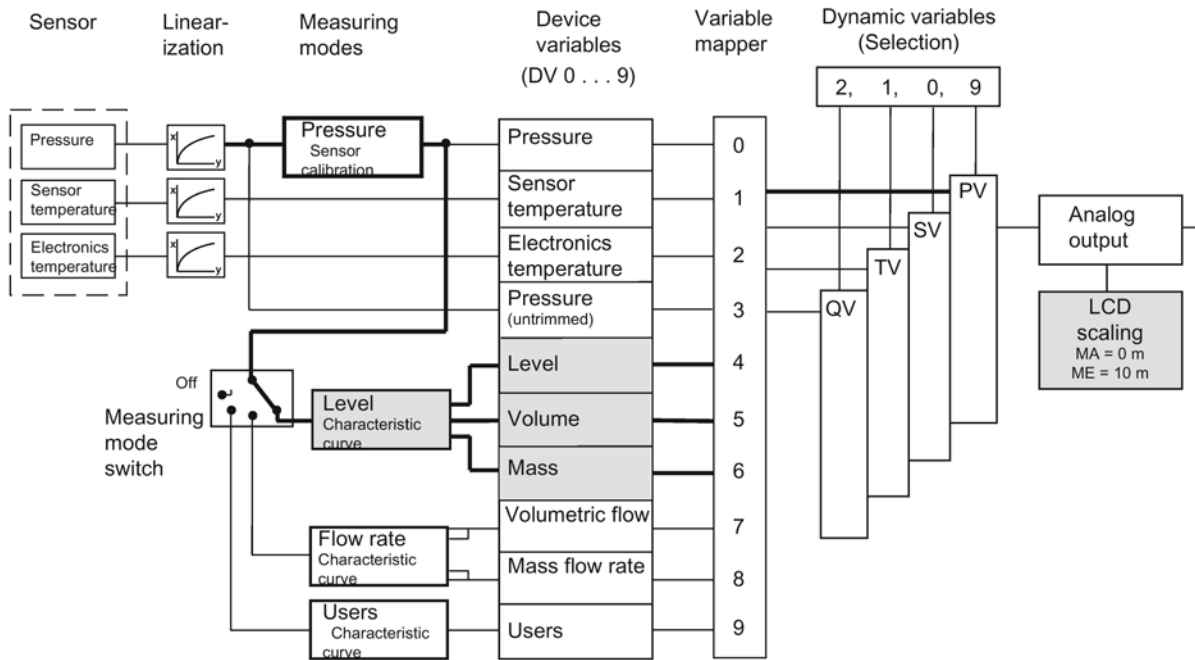 Sensor
Linear-
ization
Measuring
modes
Device
variables
(DV 0 . . . 9)
Variable
mapper
Dynamic variables
(Selection)
2, 1, 0, 9
Pressure
x
y
Pressure
Sensor
calibration
Pressure
0
Sensor
temperature
x
y
Sensor
temperature
1
PV
Analog
output
Electronics
temperature
x
y
Electronics
temperature
2
SV
TV
Pressure
(untrimmed)
3
QV
LCD
scaling
MA = 0 m
ME = 10 m
Level
4
Off
Measuring
mode
switch
Level
Characteristic
curve
Volume
5
Mass
6
Volumetric flow
7
Flow rate
Characteristic
curve
Mass flow rate
8
Users
Characteristic
curve
Users
9